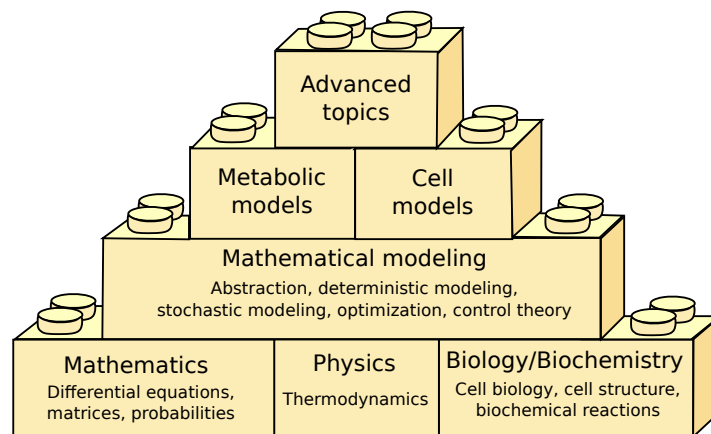 Advanced
topics
Metabolic
models
Cell
models
Mathematical modeling
Abstraction, deterministic modeling,
stochastic modeling, optimization, control theory
Mathematics
Differential equations,
matrices, probabilities
Physics
Thermodynamics
Biology/Biochemistry
Cell biology, cell structure,
biochemical reactions